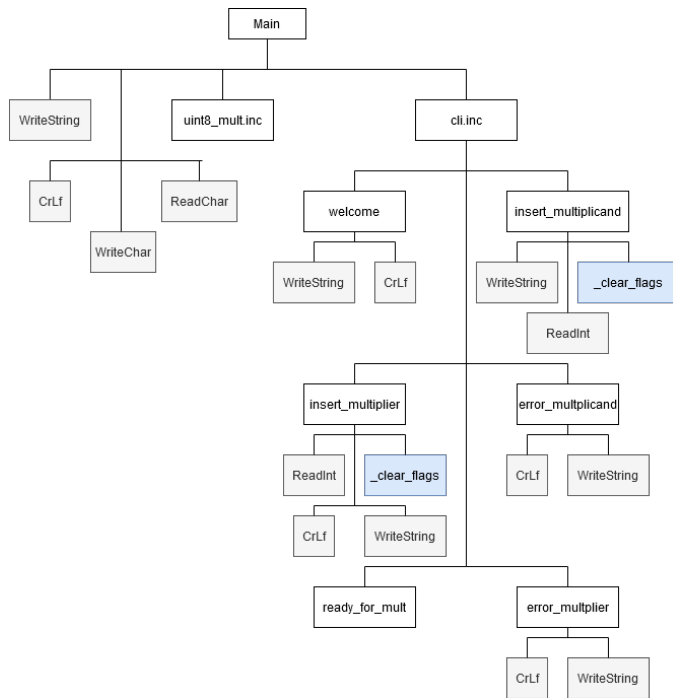 Main
WriteString
uint8_mult.inc
cli.inc
CrLf
ReadChar
WriteChar
welcome
insert_multiplicand
WriteString
CrLf
WriteString
_clear_flags
ReadInt
insert_multiplier
error_multplicand
ReadInt
_clear_flags
CrLf
WriteString
CrLf
WriteString
ready_for_mult
error_multplier
CrLf
WriteString